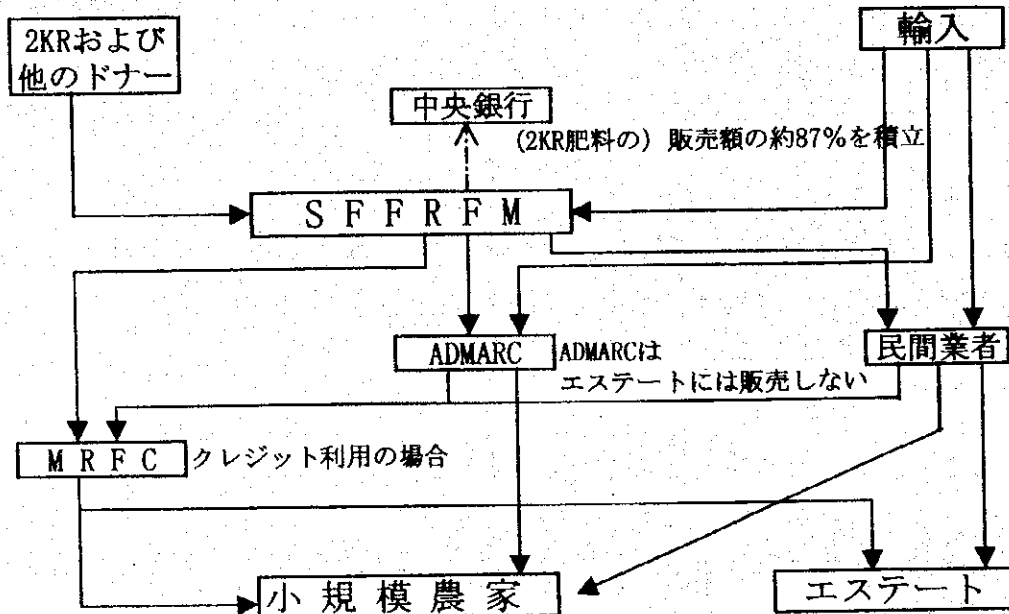 2KRおよび
他のドナー
輸入
中央銀行
(2KR肥料の) 販売額の約87%を積立
SFFRFM
ADMARC
ADMARCは
エステートには販売しない
民間業者
MRFC
クレジット利用の場合
小規模農家
エステート